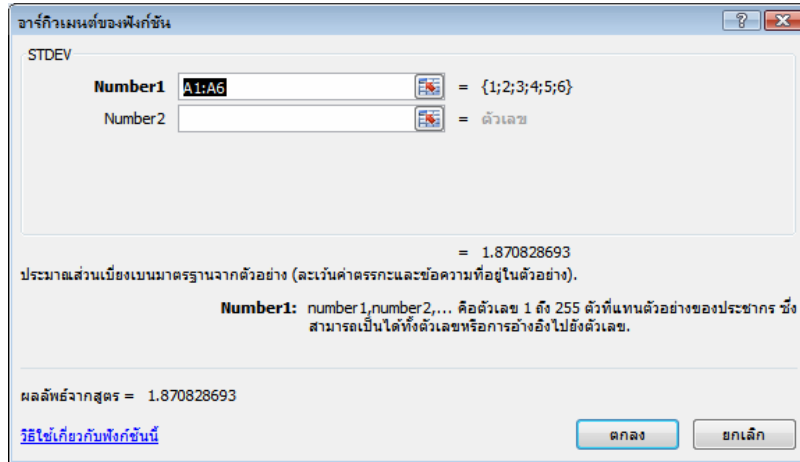 อาร์กิวเมนต์ของฟังก์ชัน
STDEV
Number1 A1:A6 = {1;2;3;4;5;6}
Number2 = ตัวเลข
= 1.870828693
ประมาณส่วนเบี่ยงเบนมาตรฐานจากตัวอย่าง (ละเว้นค่าตรรกะและข้อความที่อยู่ในตัวอย่าง).
Number1: number1,number2,... คือตัวเลข 1 ถึง 255 ตัวที่แทนตัวอย่างของประชากร ซึ่ง
สามารถเป็นได้ทั้งตัวเลขหรือการอ้างอิงไปยังตัวเลข.
ผลลัพธ์จากสูตร = 1.870828693
วิธีใช้เกี่ยวกับฟังก์ชันนี้ ตกลง ยกเลิก